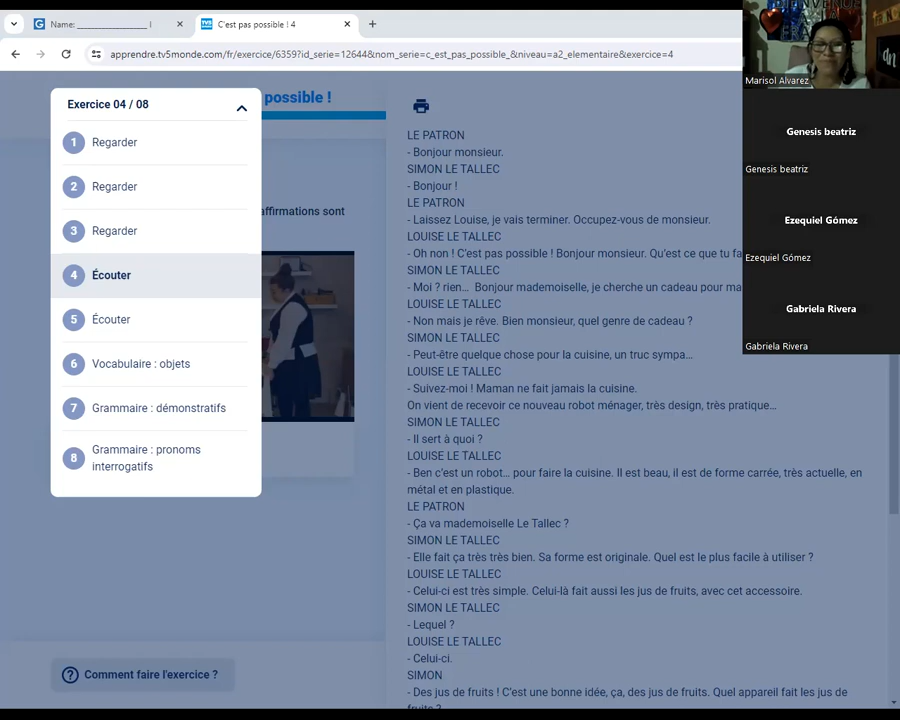 Name: ________________ (
C'est pas possible ! 4
apprendre.tv5monde.com/fr/exercice/6359?id_serie=12644&nom_serie=c_est_pas_possible_&niveau=a2_elementaire&exercice=4
Exercice 04 / 08
possible !
1 Regarder
2 Regarder
3 Regarder
4 Écouter
5 Écouter
6 Vocabulaire : objets
7 Grammaire : démonstratifs
8 Grammaire : pronoms
interrogatifs
affirmations sont
Comment faire l'exercice ?
LE PATRON
- Bonjour monsieur.
SIMON LE TALLEC
- Bonjour !
LE PATRON
- Laissez Louise, je vais terminer. Occupez-vous de monsieur.
LOUISE LE TALLEC
- Oh non ! C'est pas possible ! Bonjour monsieur. Qu'est ce que tu fa
SIMON LE TALLEC
- Moi ? rien… Bonjour mademoiselle, je cherche un cadeau pour ma
LOUISE LE TALLEC
- Non mais je rêve. Bien monsieur, quel genre de cadeau ?
SIMON LE TALLEC
- Peut-être quelque chose pour la cuisine, un truc sympa…
LOUISE LE TALLEC
- Suivez-moi ! Maman ne fait jamais la cuisine.
On vient de recevoir ce nouveau robot ménager, très design, très pratique…
SIMON LE TALLEC
- Il sert à quoi ?
LOUISE LE TALLEC
- Ben c'est un robot… pour faire la cuisine. Il est beau, il est de forme carrée, très actuelle, en
métal et en plastique.
LE PATRON
- Ça va mademoiselle Le Tallec ?
SIMON LE TALLEC
- Elle fait ça très très bien. Sa forme est originale. Quel est le plus facile à utiliser ?
LOUISE LE TALLEC
- Celui-ci est très simple. Celui-là fait aussi les jus de fruits, avec cet accessoire.
SIMON LE TALLEC
- Lequel ?
LOUISE LE TALLEC
- Celui-ci.
SIMON
- Des jus de fruits ! C'est une bonne idée, ça, des jus de fruits. Quel appareil fait les jus de
fruits ?
Marisol Alvarez
Genesis beatriz
Genesis beatriz
Ezequiel Gómez
Ezequiel Gómez
Gabriela Rivera
Gabriela Rivera